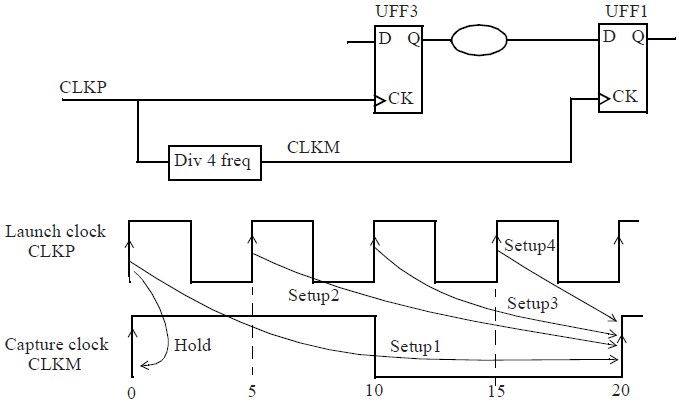 UFF3 UFF1
D Q D Q
CLKP CK CK
CLKM
Div 4 freq
Launch clock
CLKP
Setup4
Setup2
Setup3
Capture clock
CLKM
Hold
Setup1
0 5 10 15 20